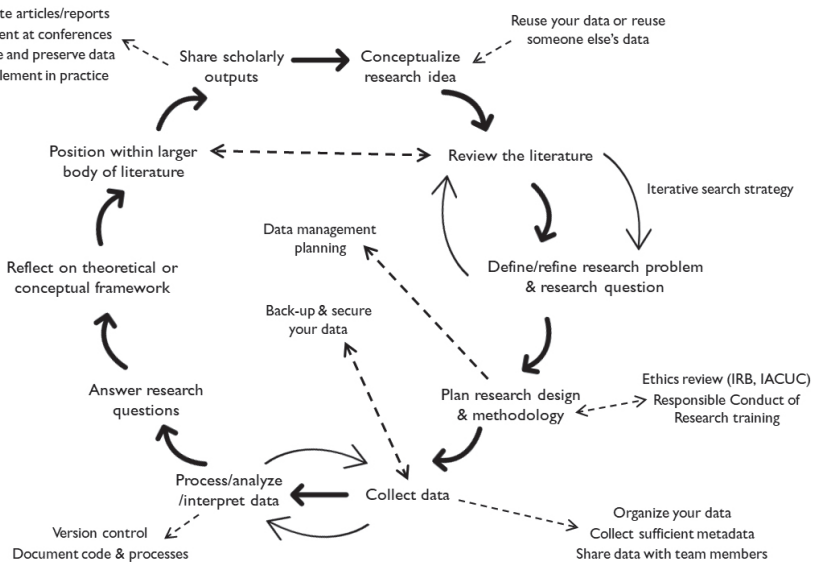 articles/reports
at conferences
and preserve data
in practice
Share scholarly
outputs
Conceptualize
research idea
Reuse your data or reuse
someone else's data
Position within larger
body of literature
Review the literature
Iterative search strategy
Data management
planning
Define/refine research problem
& research question
Reflect on theoretical or
conceptual framework
Back-up & secure
your data
Answer research
questions
Plan research design
& methodology
Ethics review (IRB, IACUC)
Responsible Conduct of
Research training
Process/analyze
/interpret data
Collect data
Version control
Document code & processes
Organize your data
Collect sufficient metadata
Share data with team members